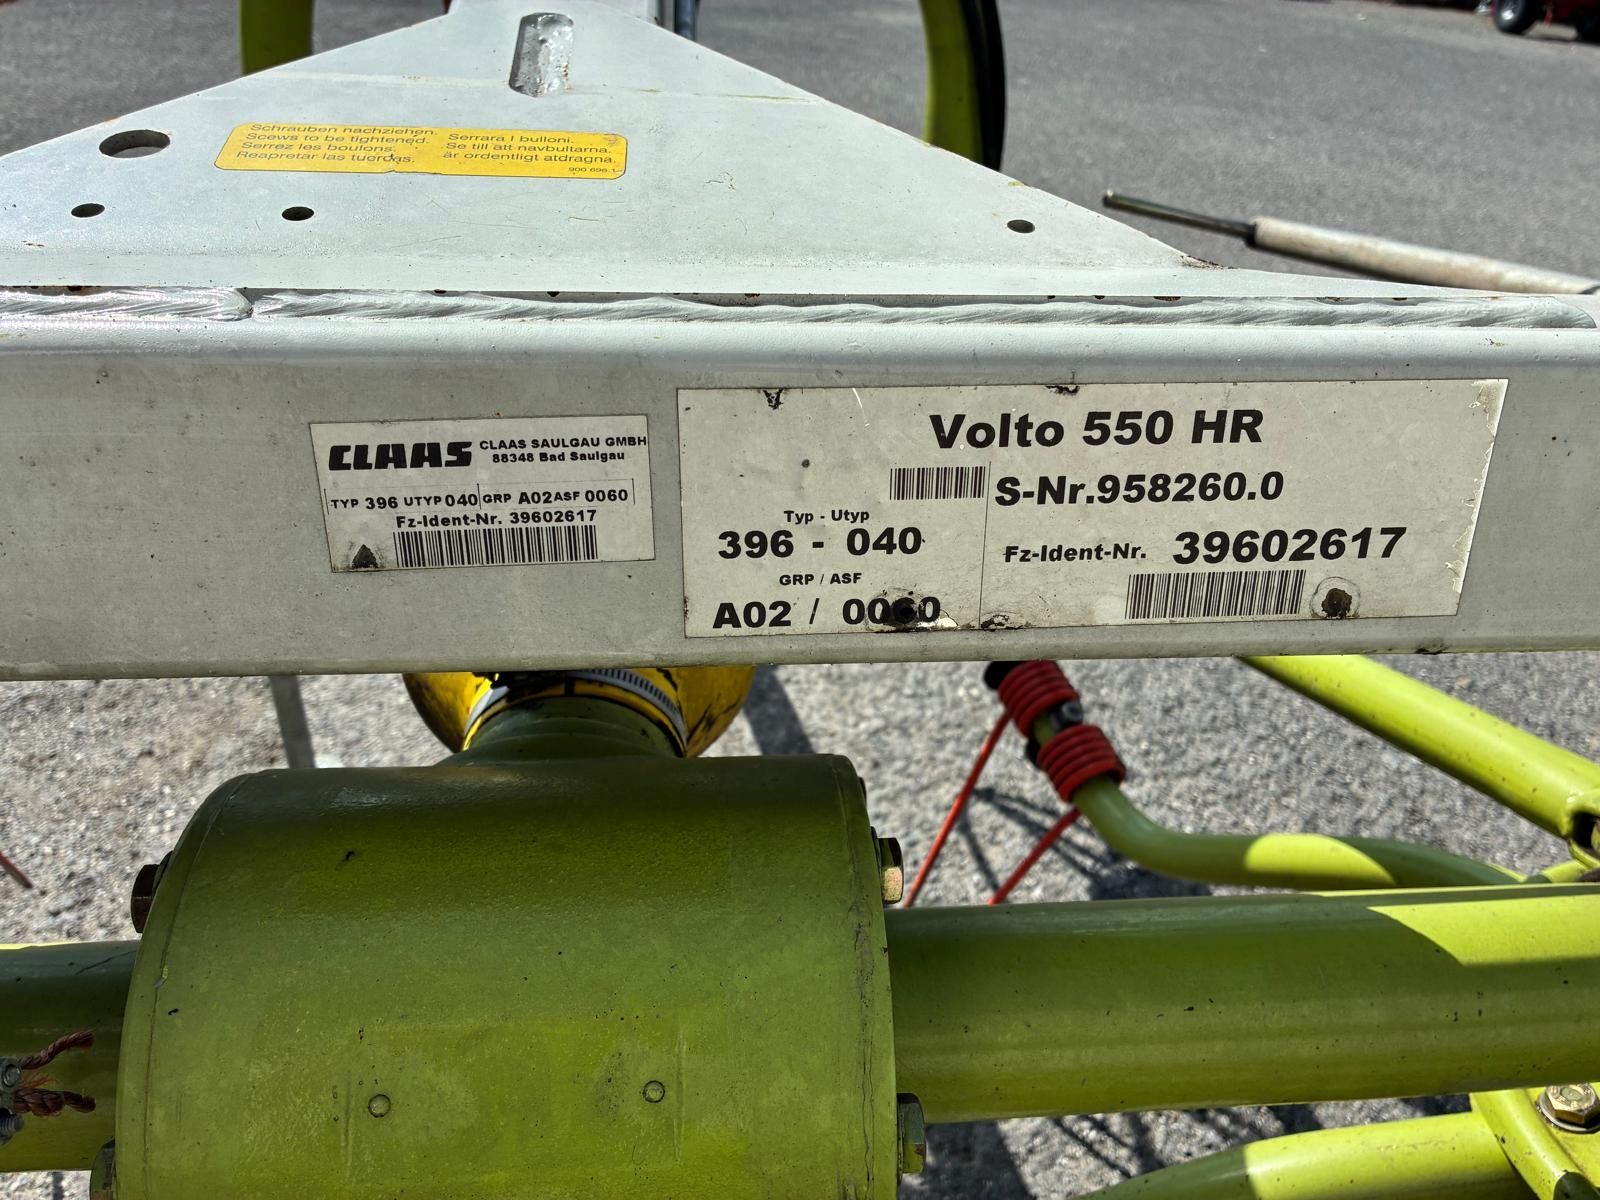 Schrauben nachziehen.
Scews to be tightened.
Serrez les boulons.
Reapretar las tuerdas.
Serrara I bulloni.
Se till att navbultarna.
är ordentligt atdragna.
900 696.1
CLAAS
CLAAS SAULGAU GMBH
88348 Bad Saulgau
TYP 396 UTYP 040 GRP A02 ASF 0060
Fz-Ident-Nr. 39602617
Volto 550 HR
S-Nr.958260.0
Typ - Utyp
396 - 040
GRP / ASF
A02 / 0060
Fz-Ident-Nr. 39602617